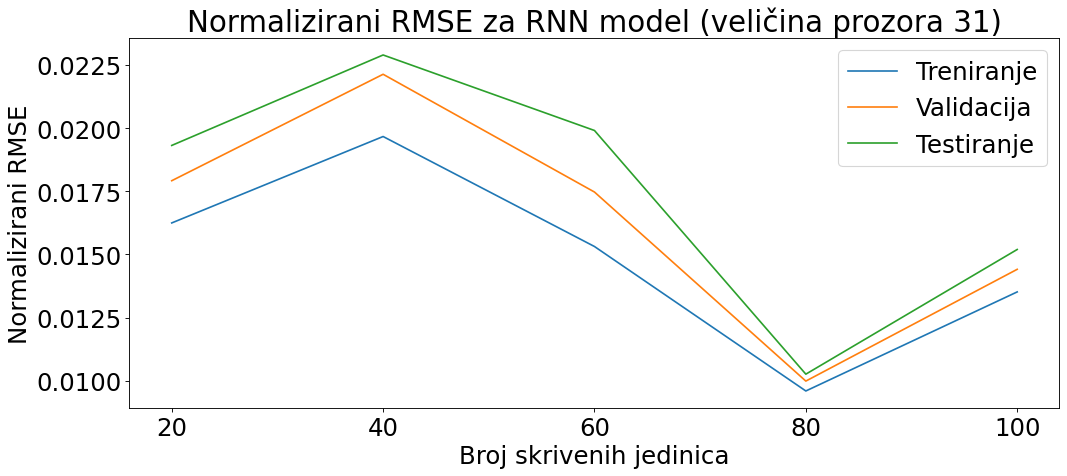 Normalizirani RMSE za RNN model (veličina prozora 31)
Normalizirani RMSE
0.0225
0.0200
0.0175
0.0150
0.0125
0.0100
Treniranje
Validacija
Testiranje
20 40 60 80 100
Broj skrivenih jedinica